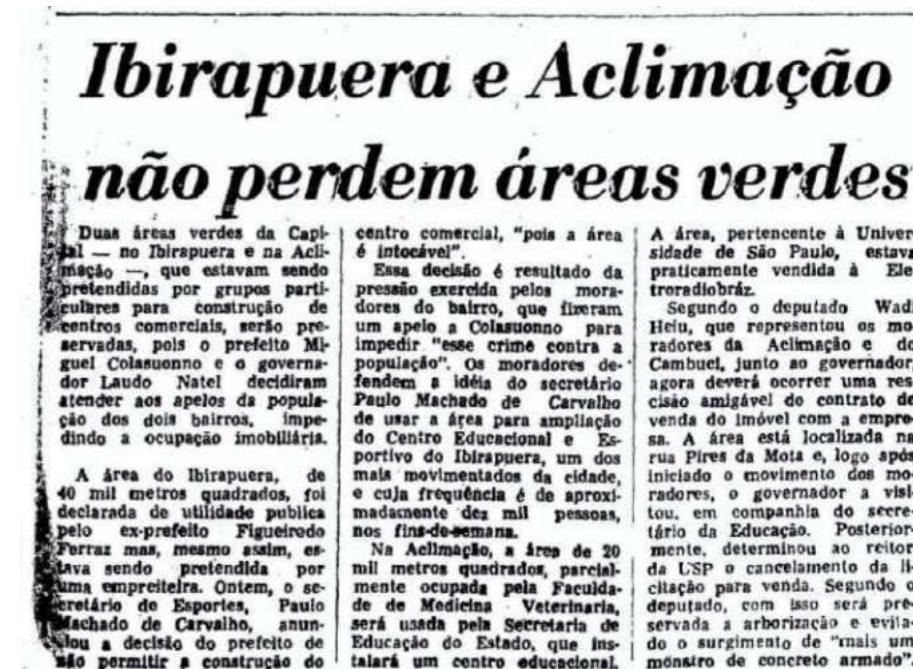 Ibirapuera e Aclimação
não perdem áreas verdes
Duas áreas verdes da Capi-
tal — no Ibirapuera e na Acli-
mação —, que estavam sendo
pretendidas por grupos parti-
culares para construção de
centros comerciais, serão pre-
servadas, pois o prefeito Mi-
guel Colasuonno e o governa-
dor Laudo Natel decidiram
atender aos apelos da popula-
ção dos dois bairros, impe-
dindo a ocupação imobiliária.
A área do Ibirapuera, de
40 mil metros quadrados, foi
declarada de utilidade publica
pelo ex-prefeito Figueiredo
Ferraz mas, mesmo assim, es-
tava sendo pretendida por
uma empreiteira. Ontem, o se-
cretário de Esportes, Paulo
Machado de Carvalho, anun-
ciou a decisão do prefeito de
não permitir a construção do
centro comercial, "pois a área
é intocável".
Essa decisão é resultado da
pressão exercida pelos mora-
dores do bairro, que fizeram
um apelo a Colasuonno para
impedir "esse crime contra a
população". Os moradores de-
fendem a idéia do secretário
Paulo Machado de Carvalho
de usar a área para ampliação
do Centro Educacional e Es-
portivo do Ibirapuera, um dos
mais movimentados da cidade,
e cuja frequência é de aproxi-
madamente dez mil pessoas,
nos fins-de-semana.
Na Aclimação, a área de 20
mil metros quadrados, parcial-
mente ocupada pela Faculda-
de de Medicina Veterinaria,
será usada pela Secretaria de
Educação do Estado, que ins-
talará um centro educacional.
A área, pertencente à Univer
sidade de São Paulo, estava
praticamente vendida à Ele
troradiobráz.
Segundo o deputado Wad
Helu, que representou os mo
radores da Aclimação e do
Cambuci, junto ao governador,
agora deverá ocorrer uma res
cisão amigável do contrato de
venda do imóvel com a empre
sa. A área está localizada na
rua Pires da Mota e, logo após
iniciado o movimento dos mo
radores, o governador a visi
tou, em companhia do secre-
tário da Educação. Posterior-
mente, determinou ao reitor
da USP o cancelamento da li-
citação para venda. Segundo o
deputado, com isso será pre-
servada a arborização e evita-
do o surgimento de "mais um
monstro de concreto armado"